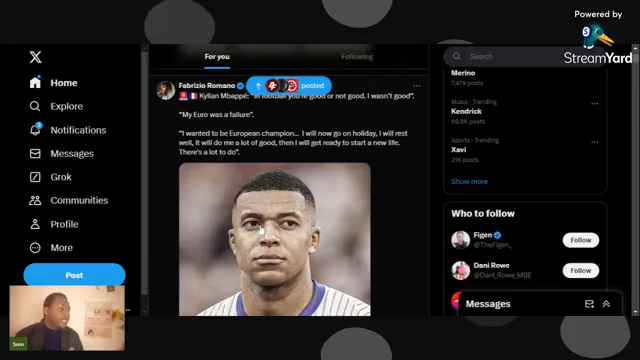 Powered by
StreamYard
For you
Following
Search
Home
Explore
Notifications
Messages
Grok
Communities
Profile
More
Post
Fabrizio Romano
posted
Kylian Mbappé: "In football you're good or not good. I wasn't good".
"My Euro was a failure".
"I wanted to be European champion... I will now go on holiday, I will rest
well, it will do me a lot of good, then I will get ready to start a new life.
There's a lot to do".
Merino
7,479 posts
Music · Trending
Kendrick
69.8K posts
Sports · Trending
Xavi
21K posts
Show more
Who to follow
Figen
@TheFigen_
Follow
Dani Rowe
@Dani_Rowe_MBE
Follow
Messages
Sam